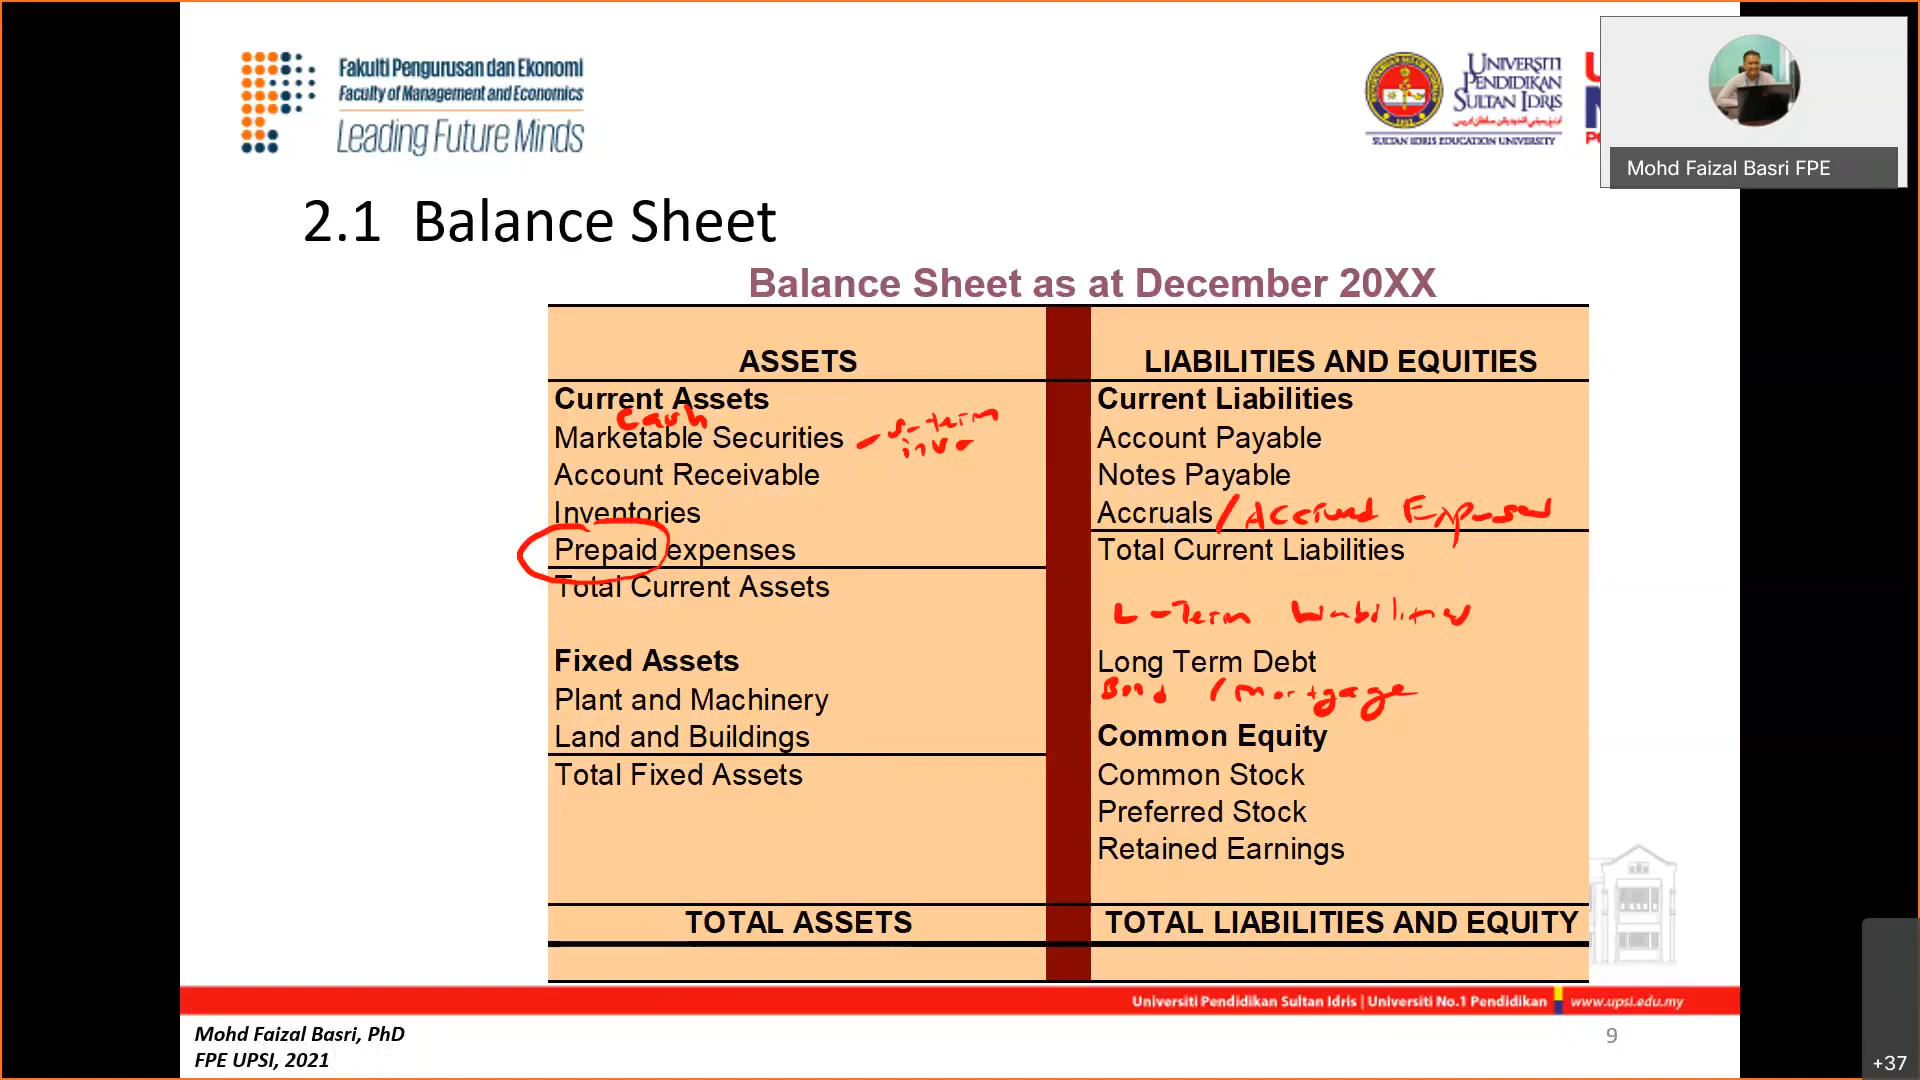 Fakulti Pengurusan dan Ekonomi
Faculty of Management and Economics
Leading Future Minds
UNIVERSITI
PENDIDIKAN
SULTAN IDRIS
SULTAN IDRIS EDUCATION UNIVERSITY
Mohd Faizal Basri FPE
2.1 Balance Sheet
Balance Sheet as at December 20XX
ASSETS
Current Assets
Cash
Marketable Securities - s-term
inv
Account Receivable
Inventories
Prepaid expenses
Total Current Assets
Fixed Assets
Plant and Machinery
Land and Buildings
Total Fixed Assets
TOTAL ASSETS
LIABILITIES AND EQUITIES
Current Liabilities
Account Payable
Notes Payable
Accruals / Accrued Expenses
Total Current Liabilities
L-Term Liabilities
Long Term Debt
Bond / mortgage
Common Equity
Common Stock
Preferred Stock
Retained Earnings
TOTAL LIABILITIES AND EQUITY
Universiti Pendidikan Sultan Idris | Universiti No.1 Pendidikan www.upsi.edu.my
Mohd Faizal Basri, PhD
FPE UPSI, 2021
9
+37